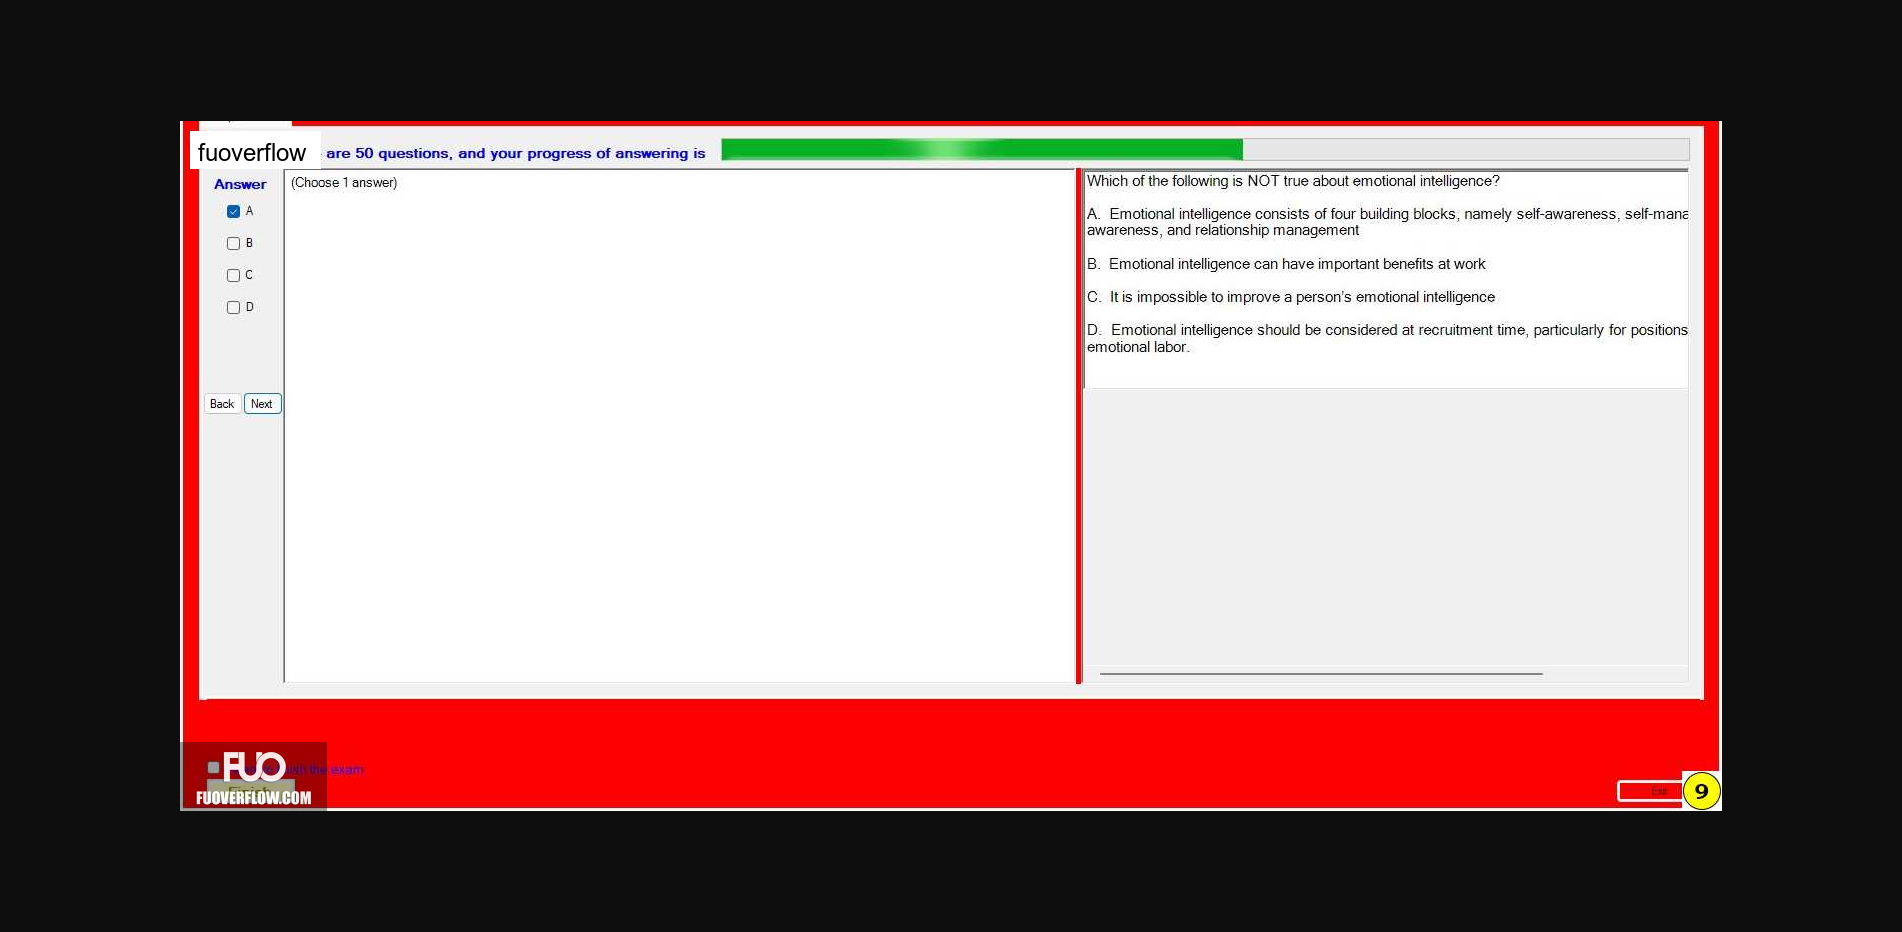 fuoverflow are 50 questions, and your progress of answering is
Answer
A
B
C
D
Back Next
(Choose 1 answer)
Which of the following is NOT true about emotional intelligence?
A. Emotional intelligence consists of four building blocks, namely self-awareness, self-mana
awareness, and relationship management
B. Emotional intelligence can have important benefits at work
C. It is impossible to improve a person's emotional intelligence
D. Emotional intelligence should be considered at recruitment time, particularly for positions
emotional labor.
FUO
the exam
Finish
FUOVERFLOW.COM
Exit
9